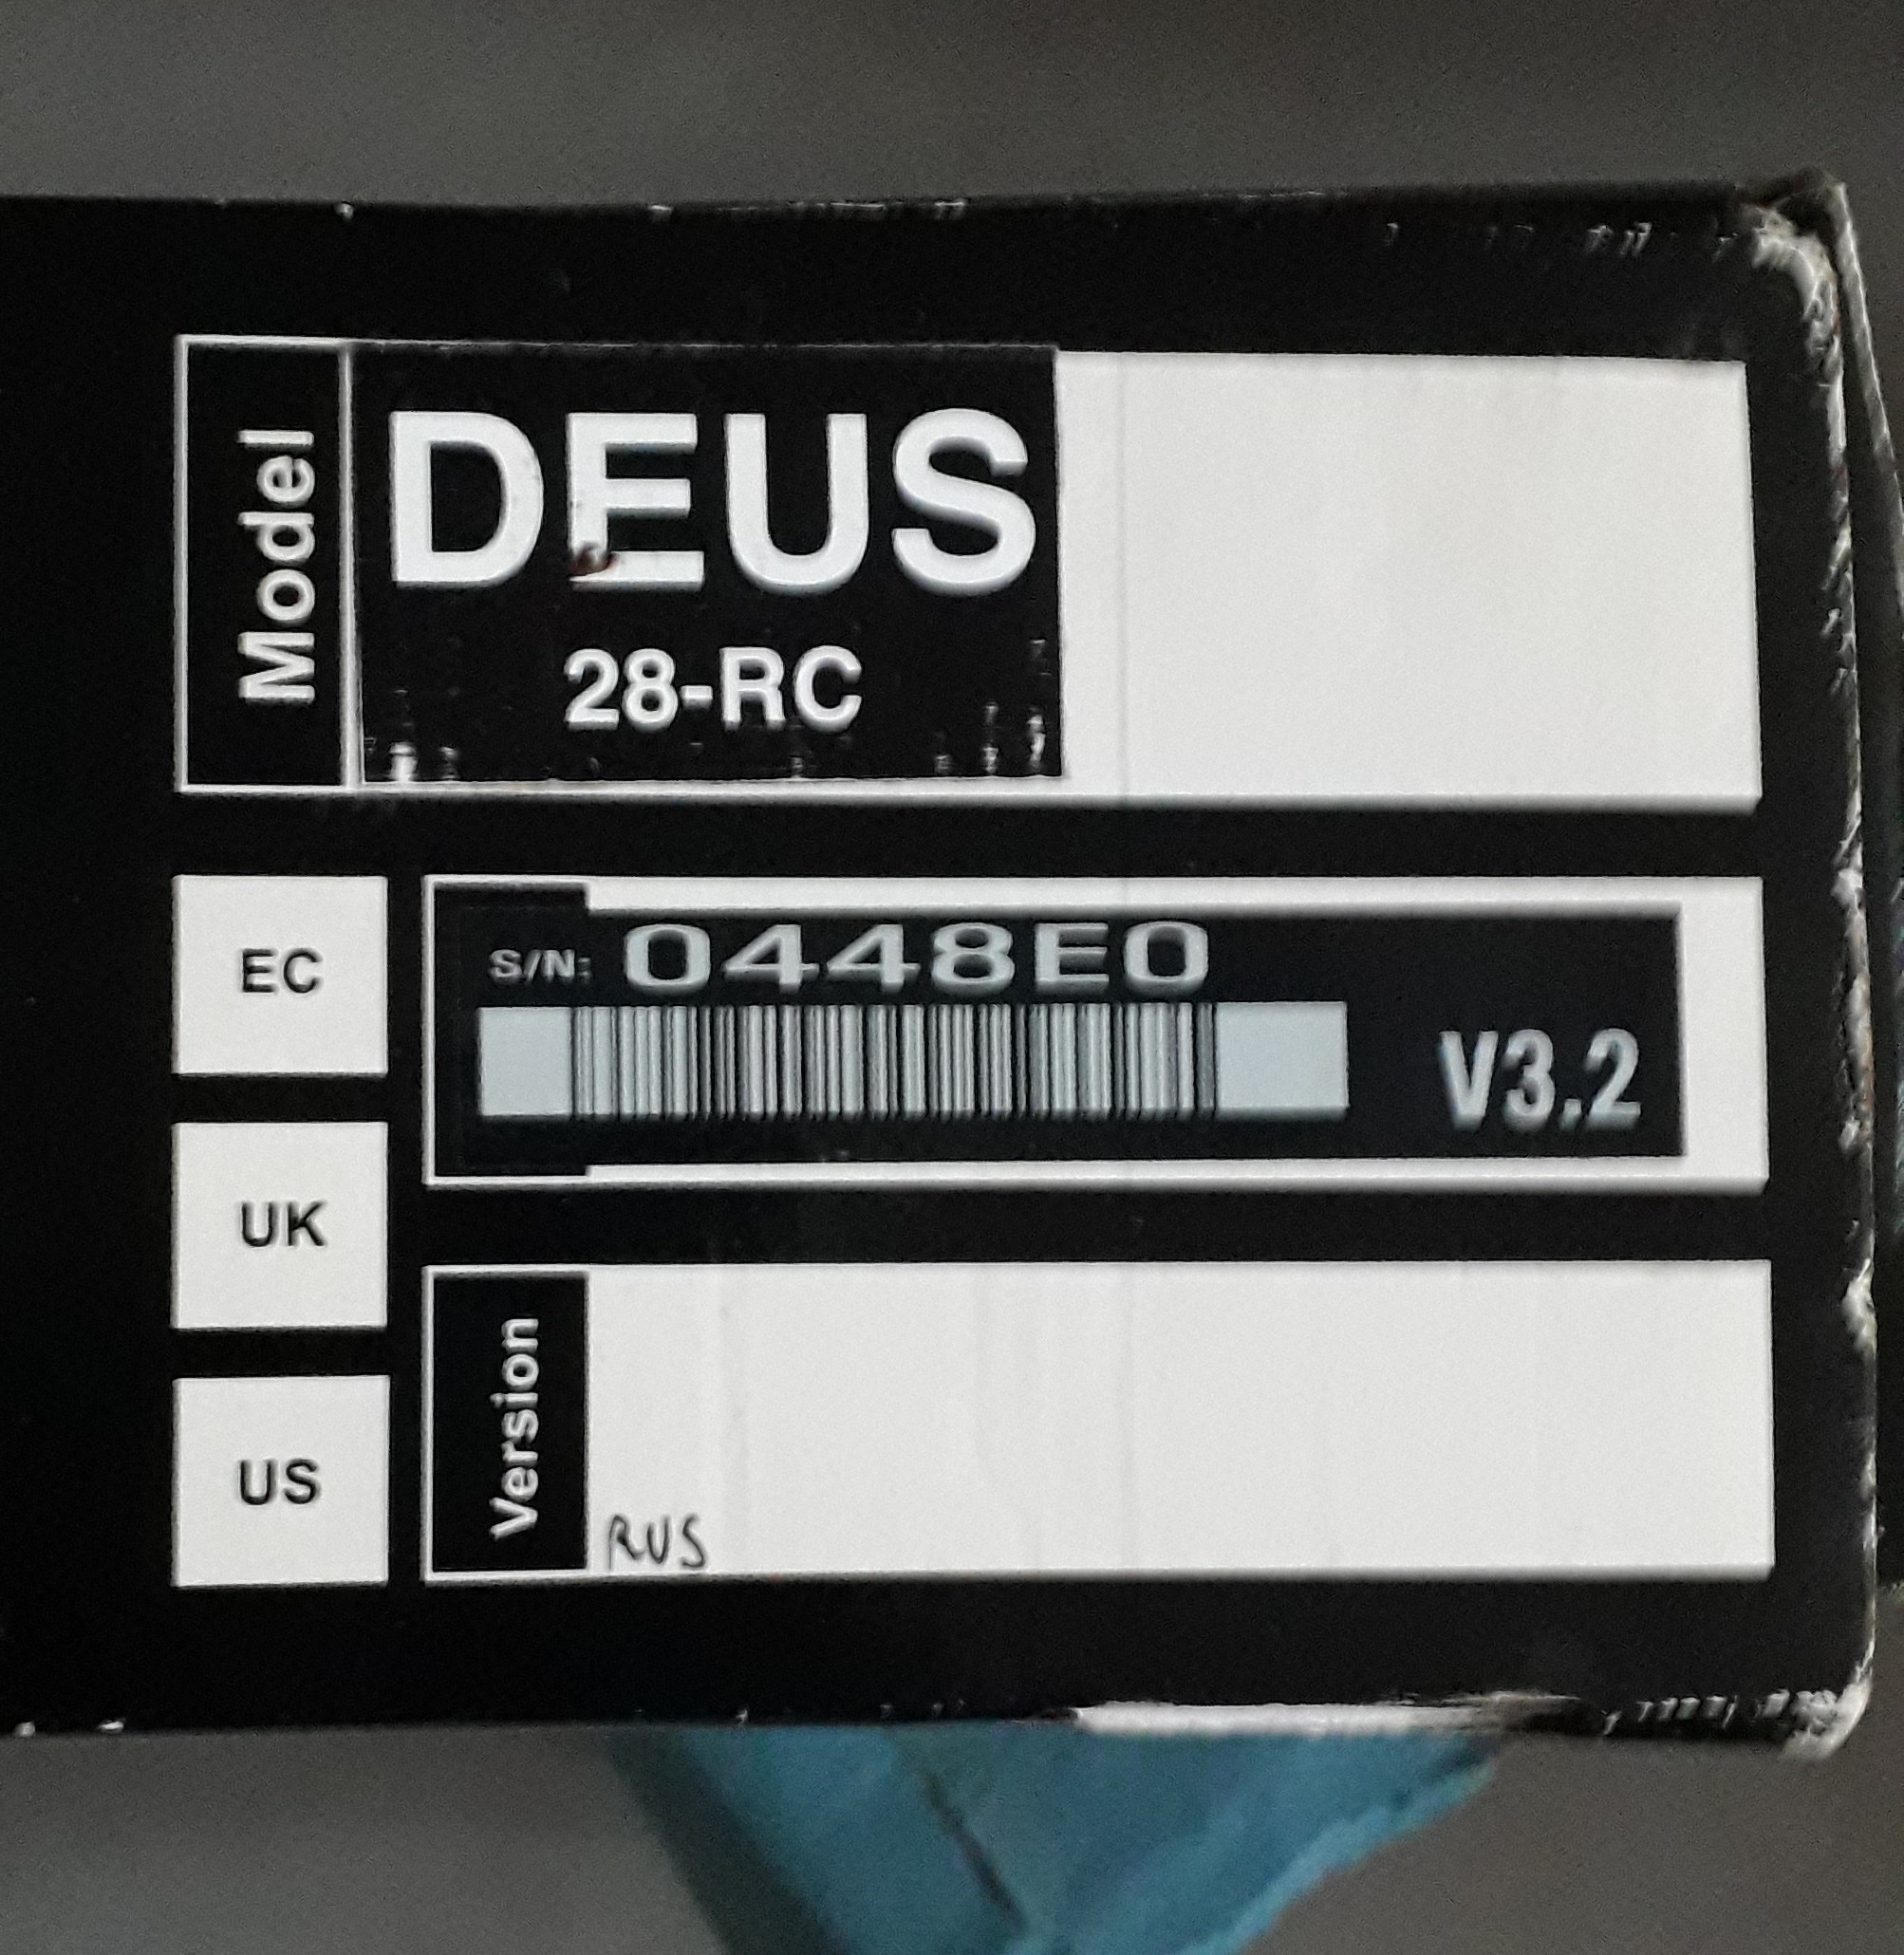 Model
DEUS
28-RC
EC
S/N: 0448E0
V3.2
UK
Version
RUS
US